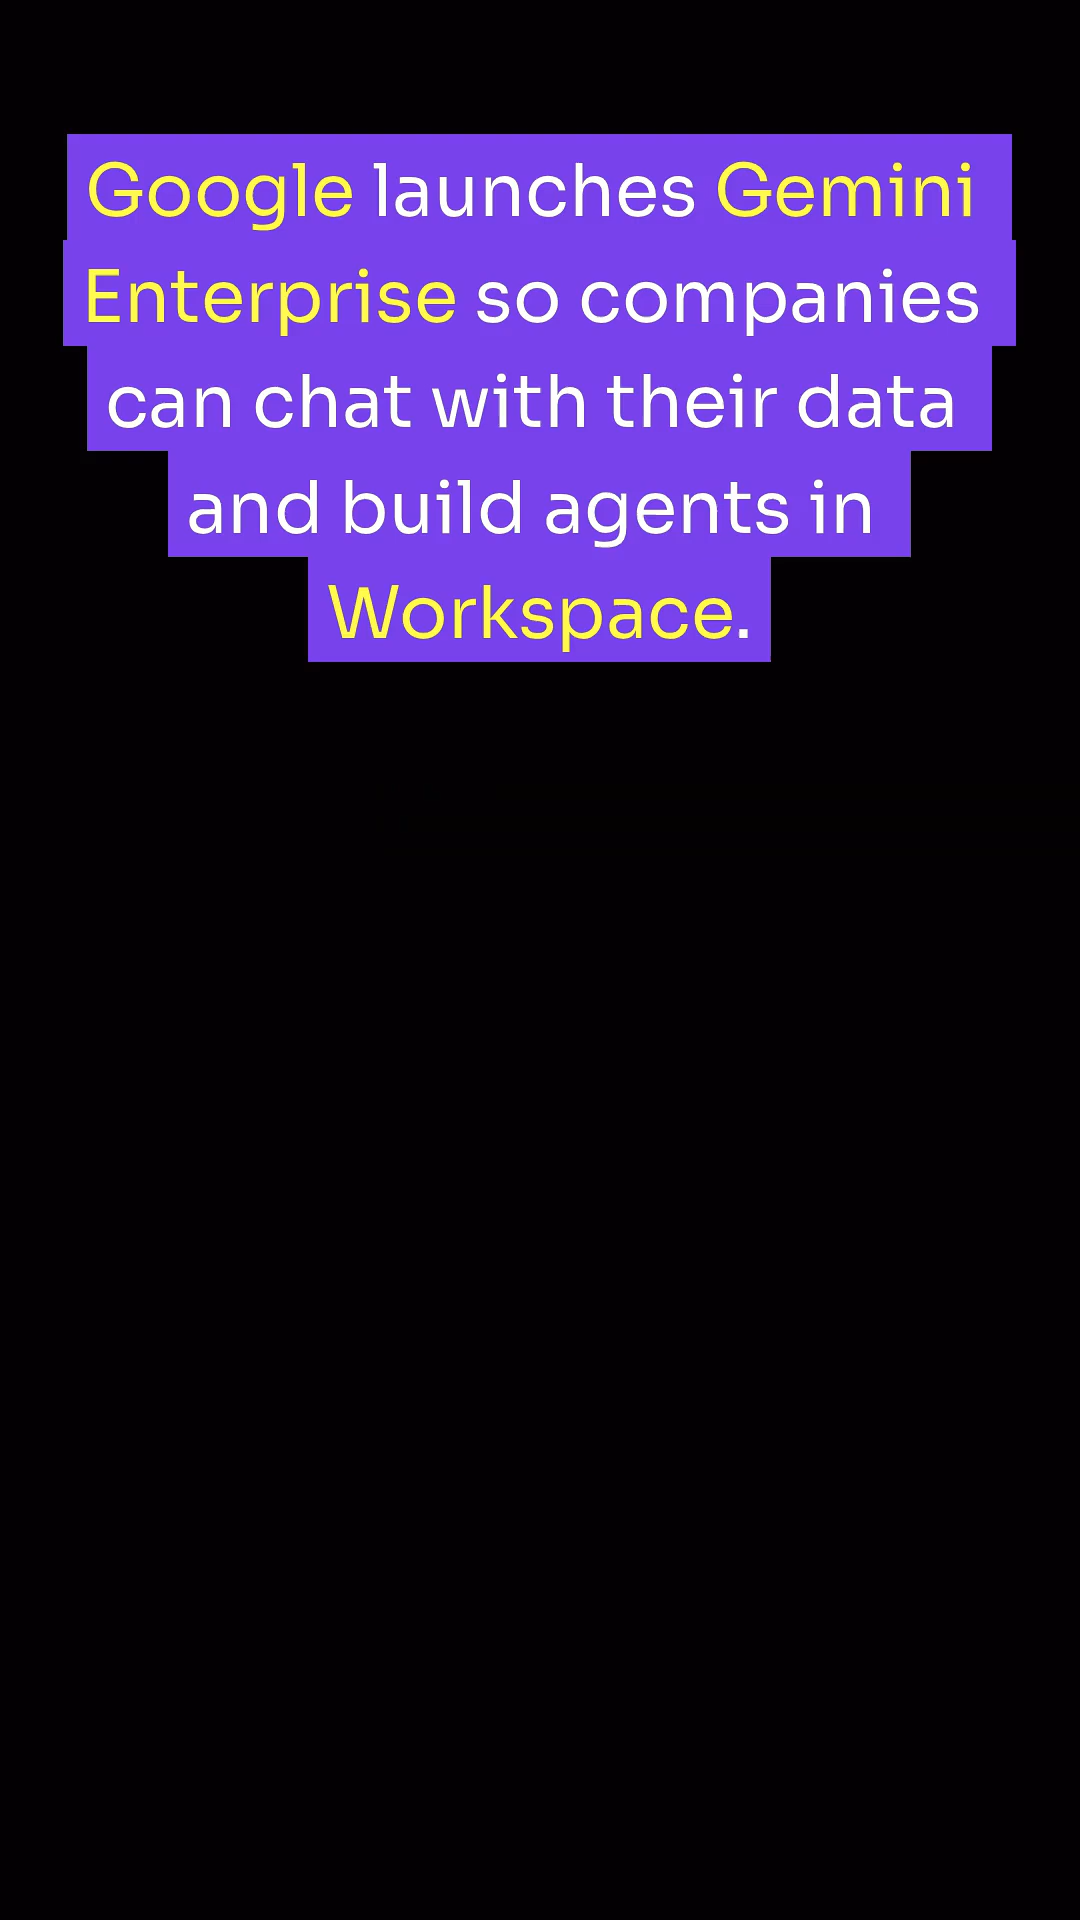 Google launches Gemini
Enterprise so companies
can chat with their data
and build agents in
Workspace.